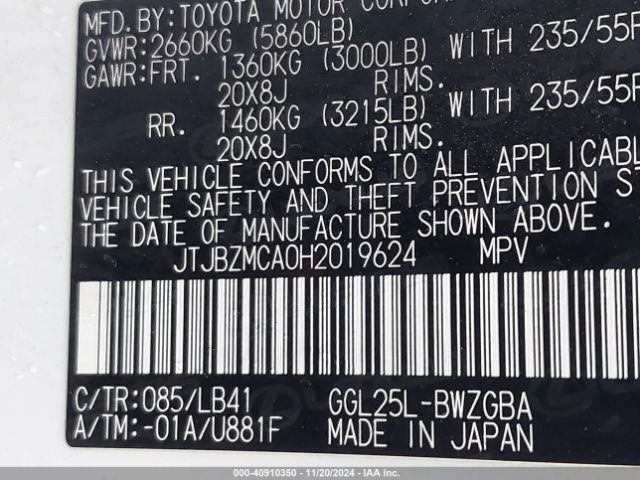 MFD. BY: TOYOTA MOTOR
GVWR: 2660KG (5860LB)
GAWR: FRT. 1360KG (3000LB) WITH 235/55
20X8J RIMS.
RR. 1460KG (3215LB) WITH 235/55
20X8J RIMS.
THIS VEHICLE CONFORMS TO ALL
VEHICLE SAFETY AND THEFT PREVENTION
THE DATE OF MANUFACTURE SHOWN ABOVE.
JTJBZMCA0H2019624 MPV
C/TR: 085/LB41 GGL25L-BWZGBA
A/TM: -01A/U881F MADE IN JAPAN
000-40910350 | 11/20/2024 - IAA Inc.